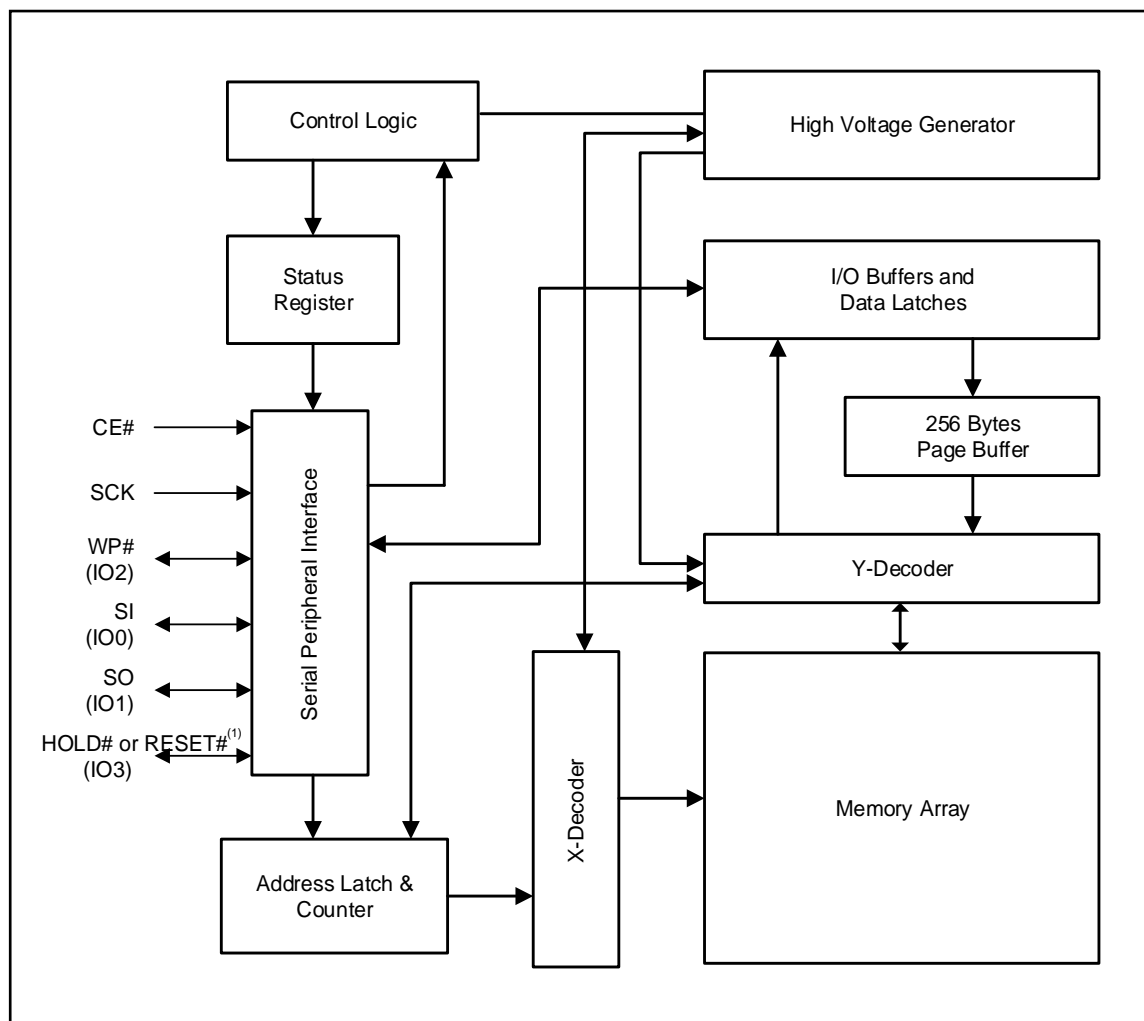 Control Logic
High Voltage Generator
Status
Register
I/O Buffers and
Data Latches
256 Bytes
Page Buffer
CE#
SCK
WP#
(IO2)
SI
(IO0)
SO
(IO1)
HOLD# or RESET#(1)
(IO3)
Serial Peripheral Interface
Y-Decoder
X-Decoder
Memory Array
Address Latch &
Counter